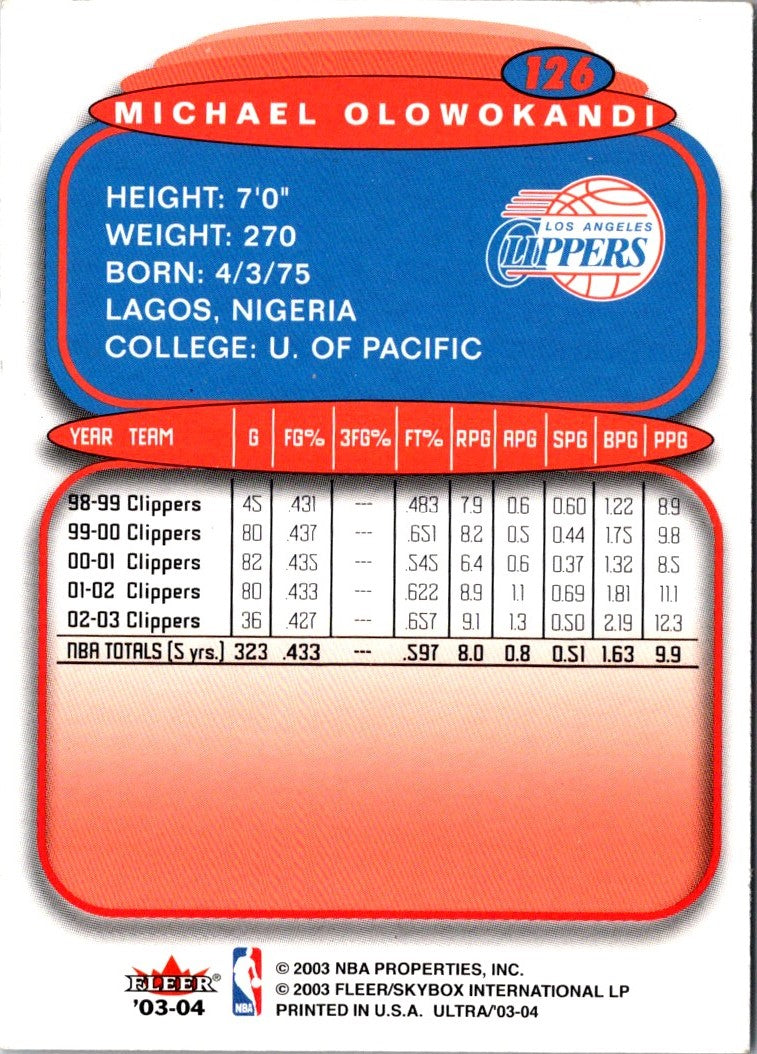 126
MICHAEL OLOWOKANDI
HEIGHT: 7'0"
WEIGHT: 270
BORN: 4/3/75
LAGOS, NIGERIA
COLLEGE: U. OF PACIFIC
LOS ANGELES
CLIPPERS
YEAR TEAM G FG% 3FG% FT% RPG APG SPG BPG PPG
98-99 Clippers 45 .431 --- .483 7.9 0.6 0.60 1.22 8.9
99-00 Clippers 80 .437 --- .651 8.2 0.5 0.44 1.75 9.8
00-01 Clippers 82 .435 --- .545 6.4 0.6 0.37 1.32 8.5
01-02 Clippers 80 .433 --- .622 8.9 1.1 0.69 1.81 11.1
02-03 Clippers 36 .427 --- .657 9.1 1.3 0.50 2.19 12.3
NBA TOTALS (5 yrs.) 323 .433 --- .597 8.0 0.8 0.51 1.63 9.9
FLEER®
'03-04
NBA
© 2003 NBA PROPERTIES, INC.
© 2003 FLEER/SKYBOX INTERNATIONAL LP
PRINTED IN U.S.A. ULTRA/'03-04